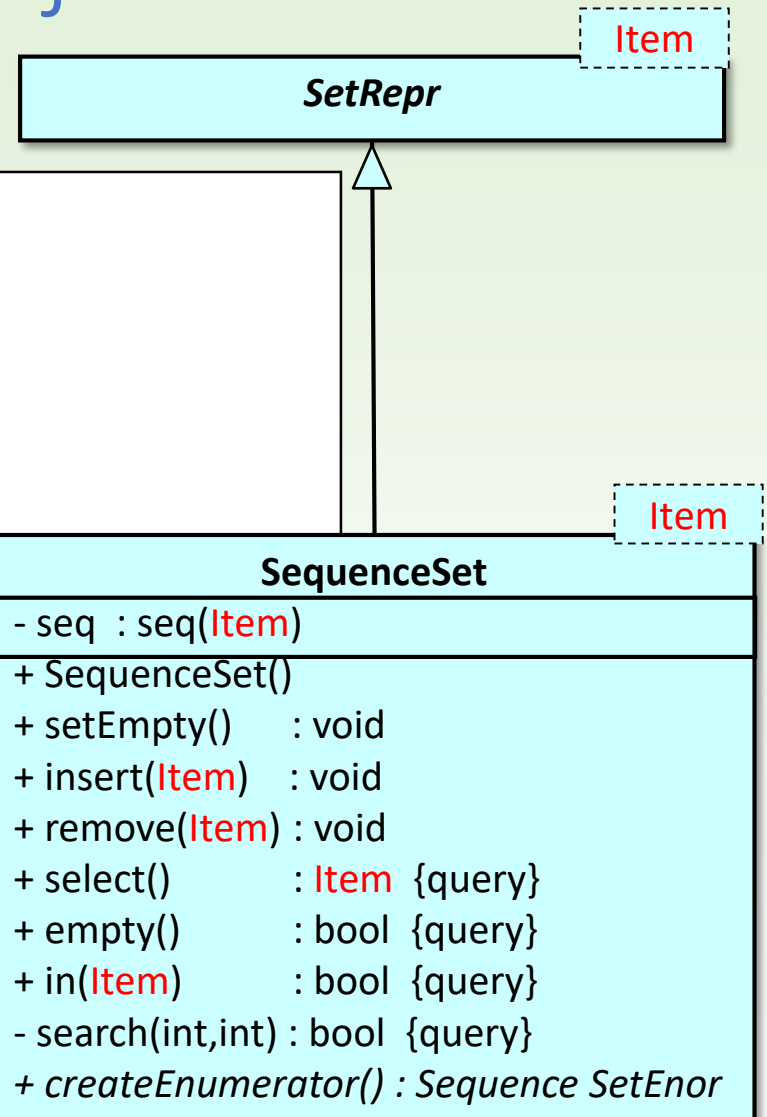 }
Item
SetRepr
Item
SequenceSet
- seq : seq(Item)
+ SequenceSet()
+ setEmpty() : void
+ insert(Item) : void
+ remove(Item) : void
+ select() : Item {query}
+ empty() : bool {query}
+ in(Item) : bool {query}
- search(int,int) : bool {query}
+ createEnumerator() : Sequence SetEnor